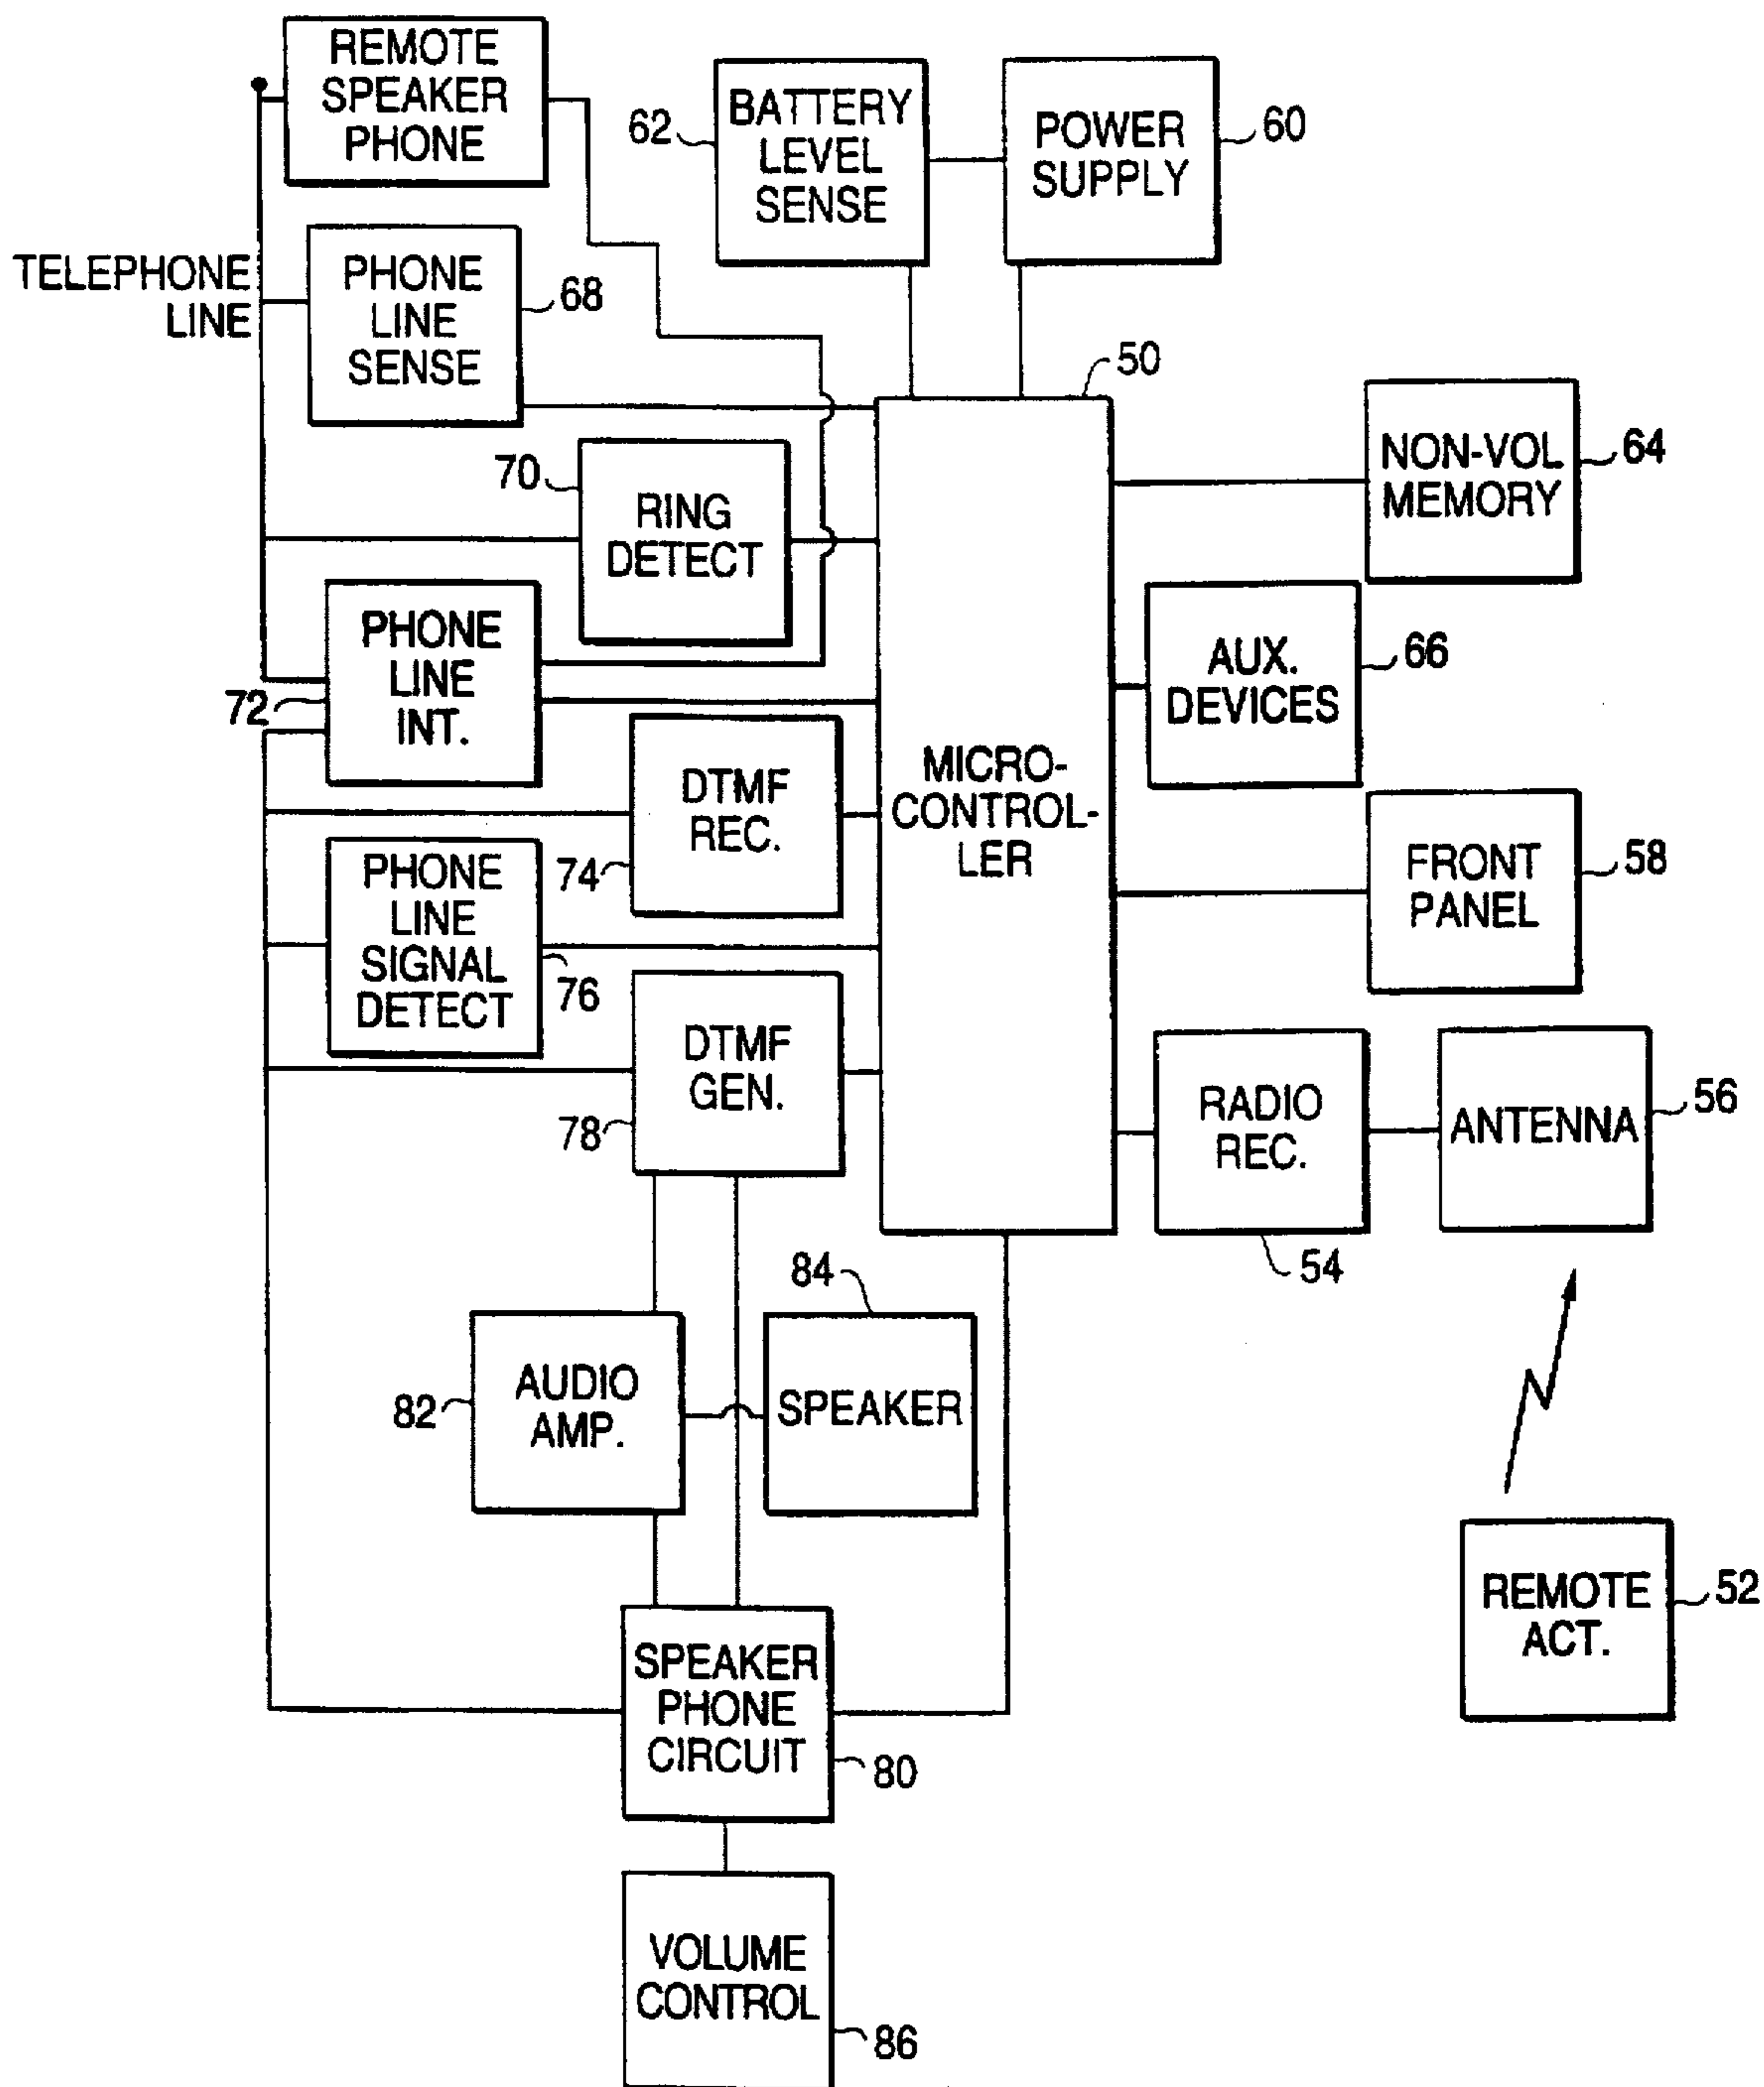 REMOTE
SPEAKER
PHONE
62
BATTERY
LEVEL
SENSE
POWER
SUPPLY
60
TELEPHONE
LINE
PHONE
LINE
SENSE
68
50
NON-VOL
MEMORY
64
70
RING
DETECT
PHONE
LINE
INT.
72
AUX.
DEVICES
66
MICRO-
CONTROL-
LER
DTMF
REC.
74
FRONT
PANEL
58
PHONE
LINE
SIGNAL
DETECT
76
DTMF
GEN.
78
RADIO
REC.
54
ANTENNA
56
84
AUDIO
AMP.
82
SPEAKER
REMOTE
ACT.
52
SPEAKER
PHONE
CIRCUIT
80
VOLUME
CONTROL
86